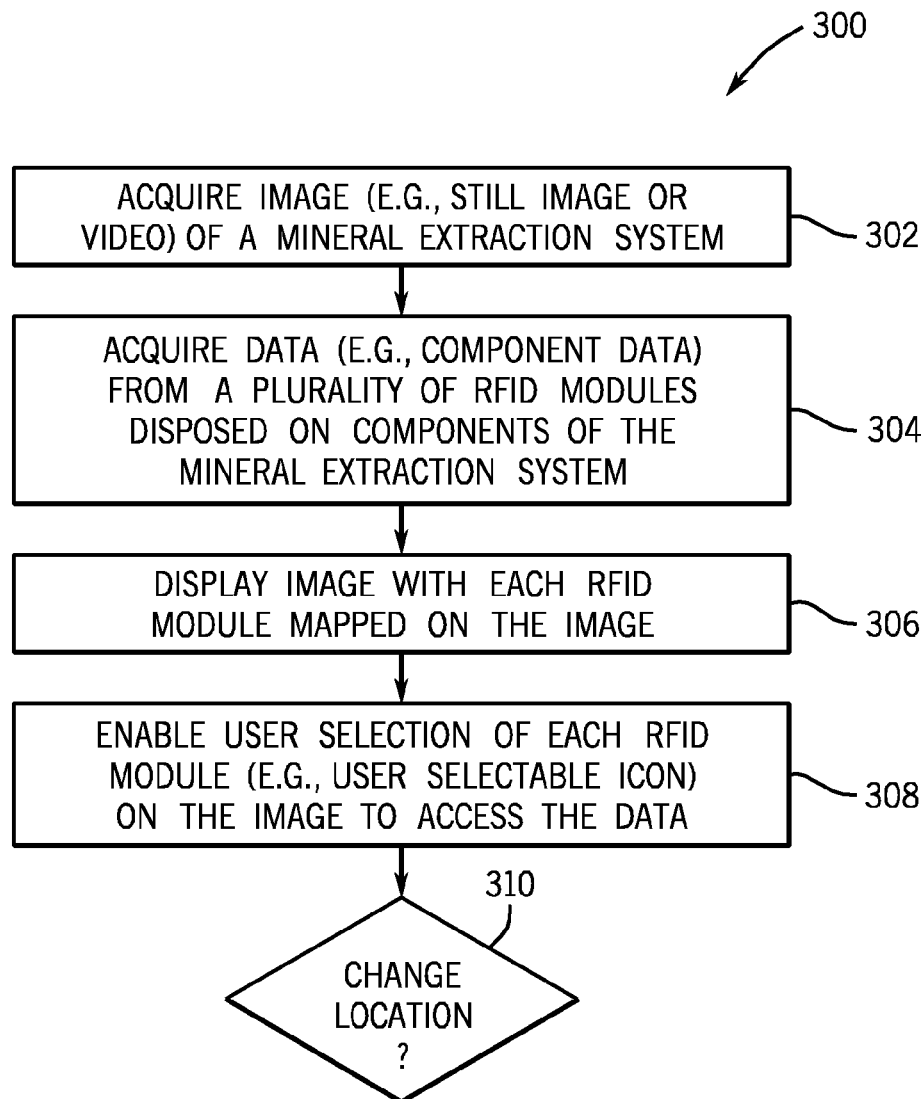 300
ACQUIRE IMAGE (E.G., STILL IMAGE OR
VIDEO) OF A MINERAL EXTRACTION SYSTEM
302
ACQUIRE DATA (E.G., COMPONENT DATA)
FROM A PLURALITY OF RFID MODULES
DISPOSED ON COMPONENTS OF THE
MINERAL EXTRACTION SYSTEM
304
DISPLAY IMAGE WITH EACH RFID
MODULE MAPPED ON THE IMAGE
306
ENABLE USER SELECTION OF EACH RFID
MODULE (E.G., USER SELECTABLE ICON)
ON THE IMAGE TO ACCESS THE DATA
308
310
CHANGE
LOCATION
?